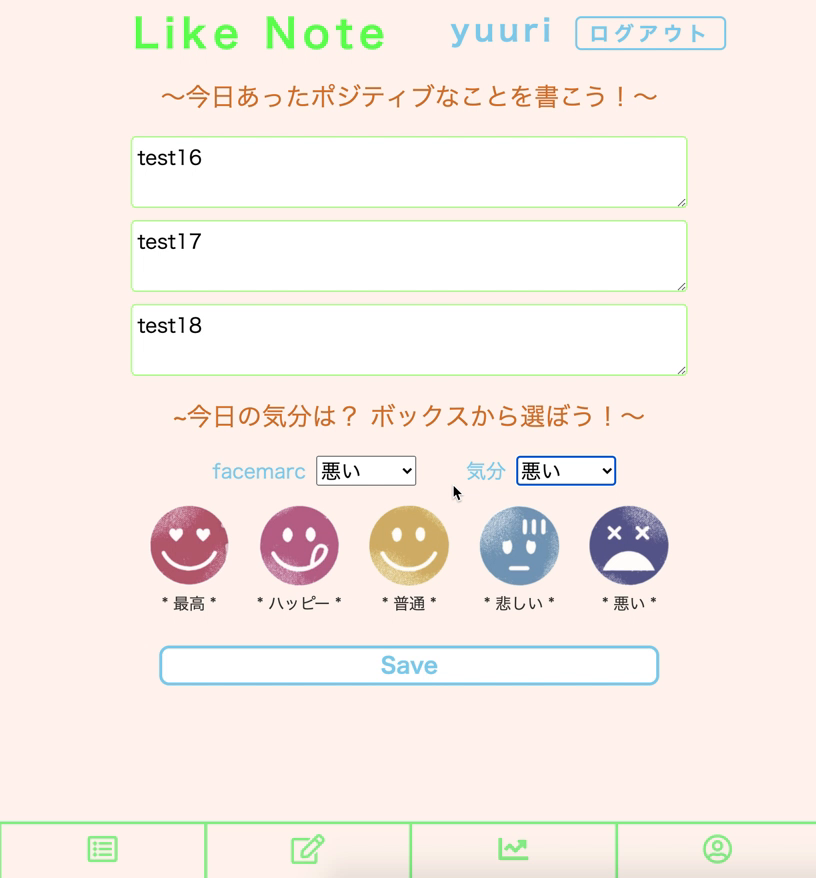 Like Note yuuri ログアウト
〜今日あったポジティブなことを書こう！〜
test16
test17
test18
~今日の気分は？ ボックスから選ぼう！〜
facemarc 悪い 気分 悪い
* 最高 * * ハッピー * * 普通 * * 悲しい * * 悪い *
Save